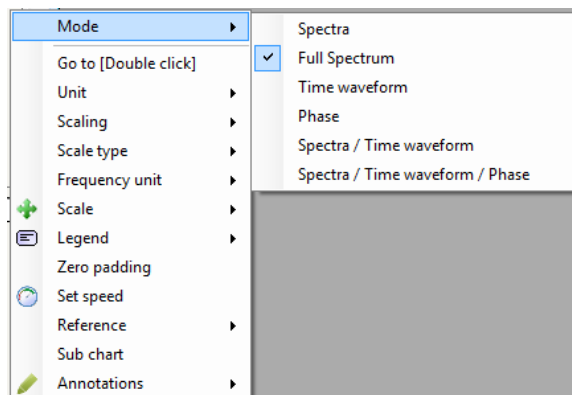 Mode
Go to [Double click]
Unit
Scaling
Scale type
Frequency unit
Scale
Legend
Zero padding
Set speed
Reference
Sub chart
Annotations
Spectra
Full Spectrum
Time waveform
Phase
Spectra / Time waveform
Spectra / Time waveform / Phase